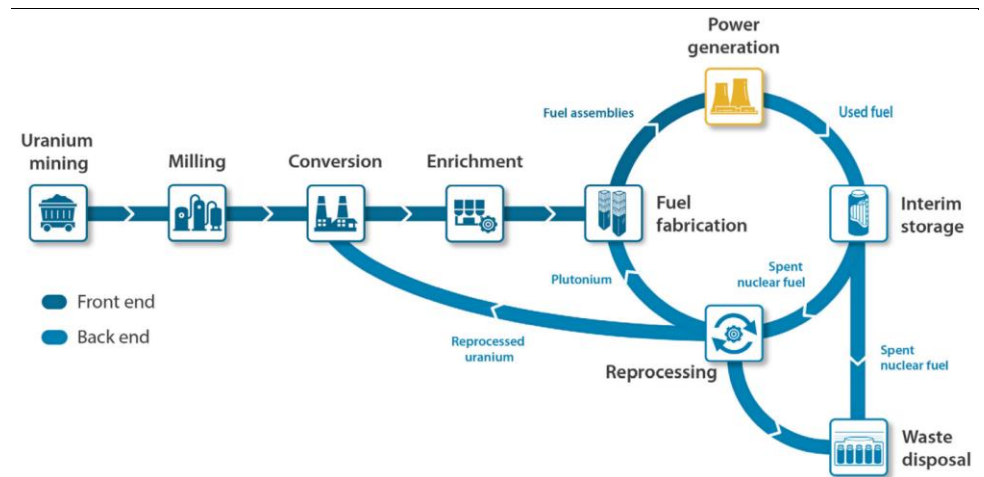 Power
generation
Fuel assemblies
Used fuel
Uranium
mining
Milling
Conversion
Enrichment
Fuel
fabrication
Interim
storage
Plutonium
Spent
nuclear fuel
Front end
Back end
Reprocessed
uranium
Reprocessing
Spent
nuclear fuel
Waste
disposal